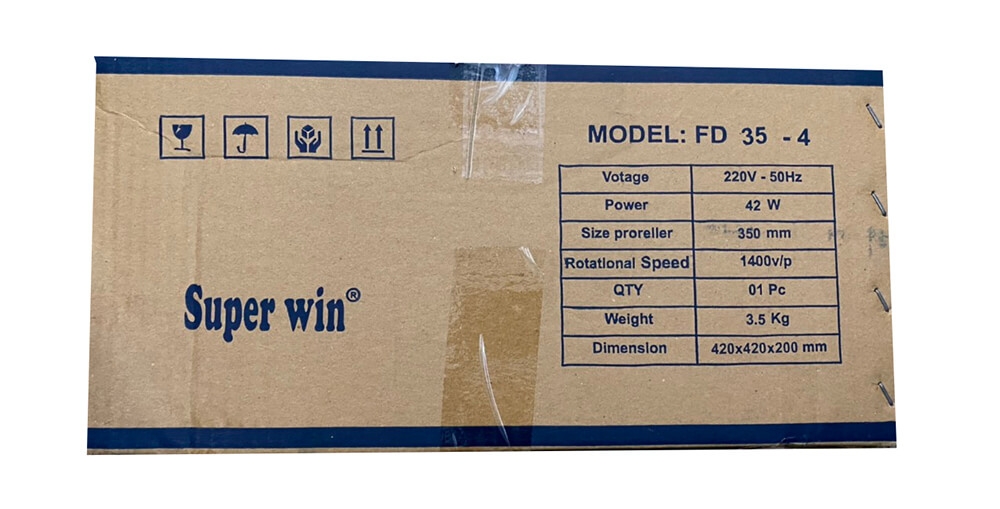 MODEL: FD 35 - 4
Votage 220V - 50Hz
Power 42 W
Size proreller 350 mm
Rotational Speed 1400v/p
QTY 01 Pc
Weight 3.5 Kg
Dimension 420x420x200 mm
Super win®